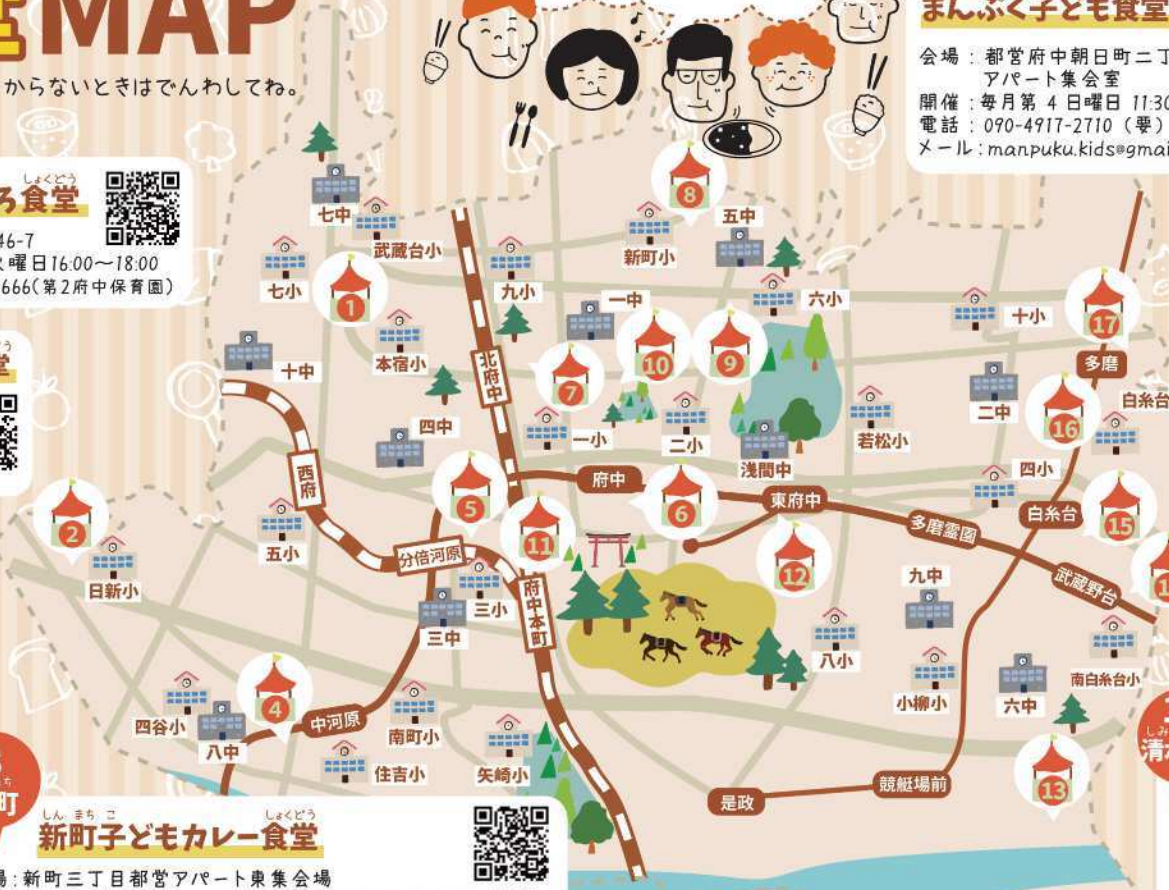 MAP
からないときはでんわしてね。
まんぷく子ども食堂
会場:都営府中朝日町二丁
アパート集会室
開催:毎月第 4 日曜日 11:30
電話:090-4917-2710(要)
メール:manpuku.kids@gmai
しょくどう
ろ食堂
46-7
火曜日16:00〜18:00
666(第2府中保育園)
七中
武蔵台小
七小
1
本宿小
十中
四中
北府中
九小
一中
新町小
8
五中
六小
十小
17
多磨
白糸台
7
10
9
一小
二小
浅間中
若松小
二中
16
四小
白糸台
15
西府
2
日新小
五小
5
11
府中
6
東府中
多磨霊園
武蔵野台
分倍河原
三小
三中
府中本町
12
九中
八小
小柳小
六中
南白糸台小
四谷小
八中
4
中河原
南町小
住吉小
矢崎小
是政
競艇場前
13
町
しん まち こ しょくどう
新町子どもカレー食堂
場:新町三丁目都営アパート東集会場